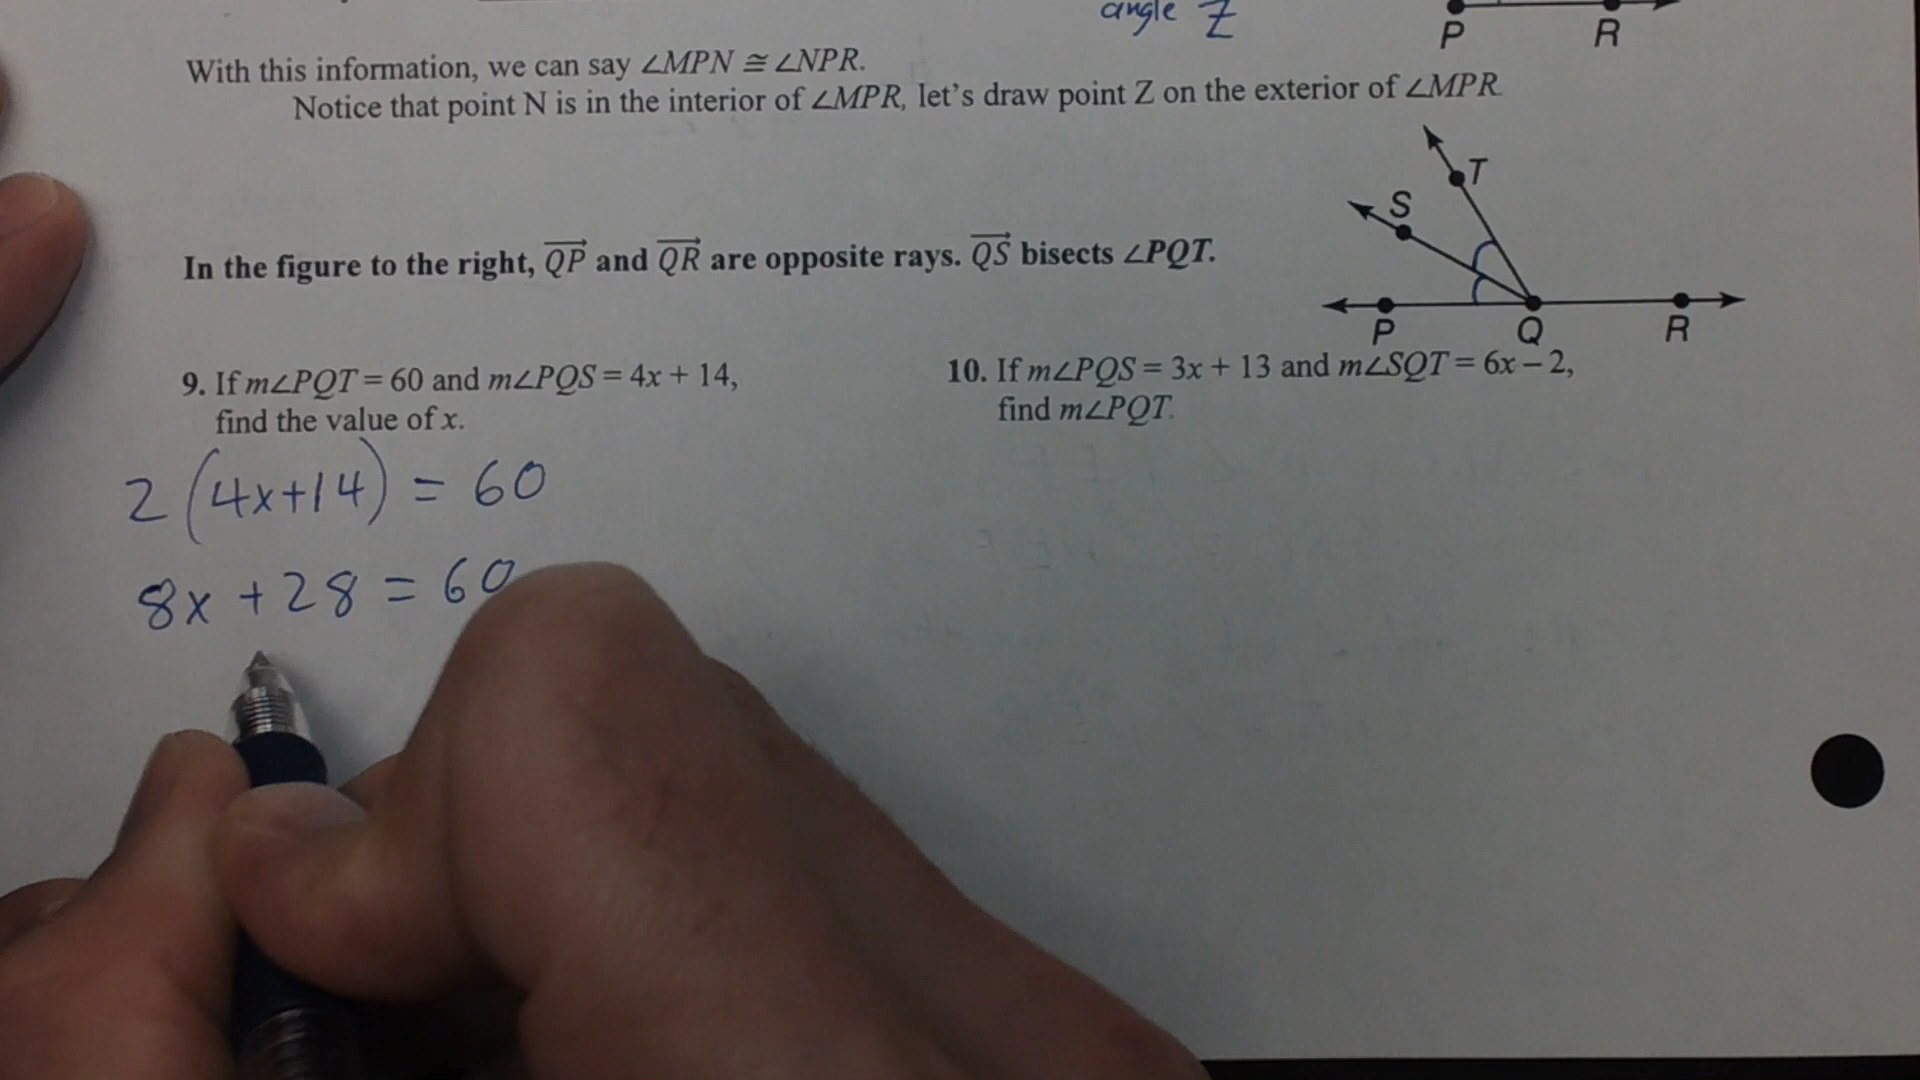 angle Z
P R
With this information, we can say ∠MPN ≅ ∠NPR.
Notice that point N is in the interior of ∠MPR, let's draw point Z on the exterior of ∠MPR.
T
S
In the figure to the right, QP and QR are opposite rays. QS bisects ∠PQT.
P Q R
9. If m∠PQT = 60 and m∠PQS = 4x + 14,
find the value of x.
10. If m∠PQS = 3x + 13 and m∠SQT = 6x – 2,
find m∠PQT.
2(4x+14) = 60
8x + 28 = 60